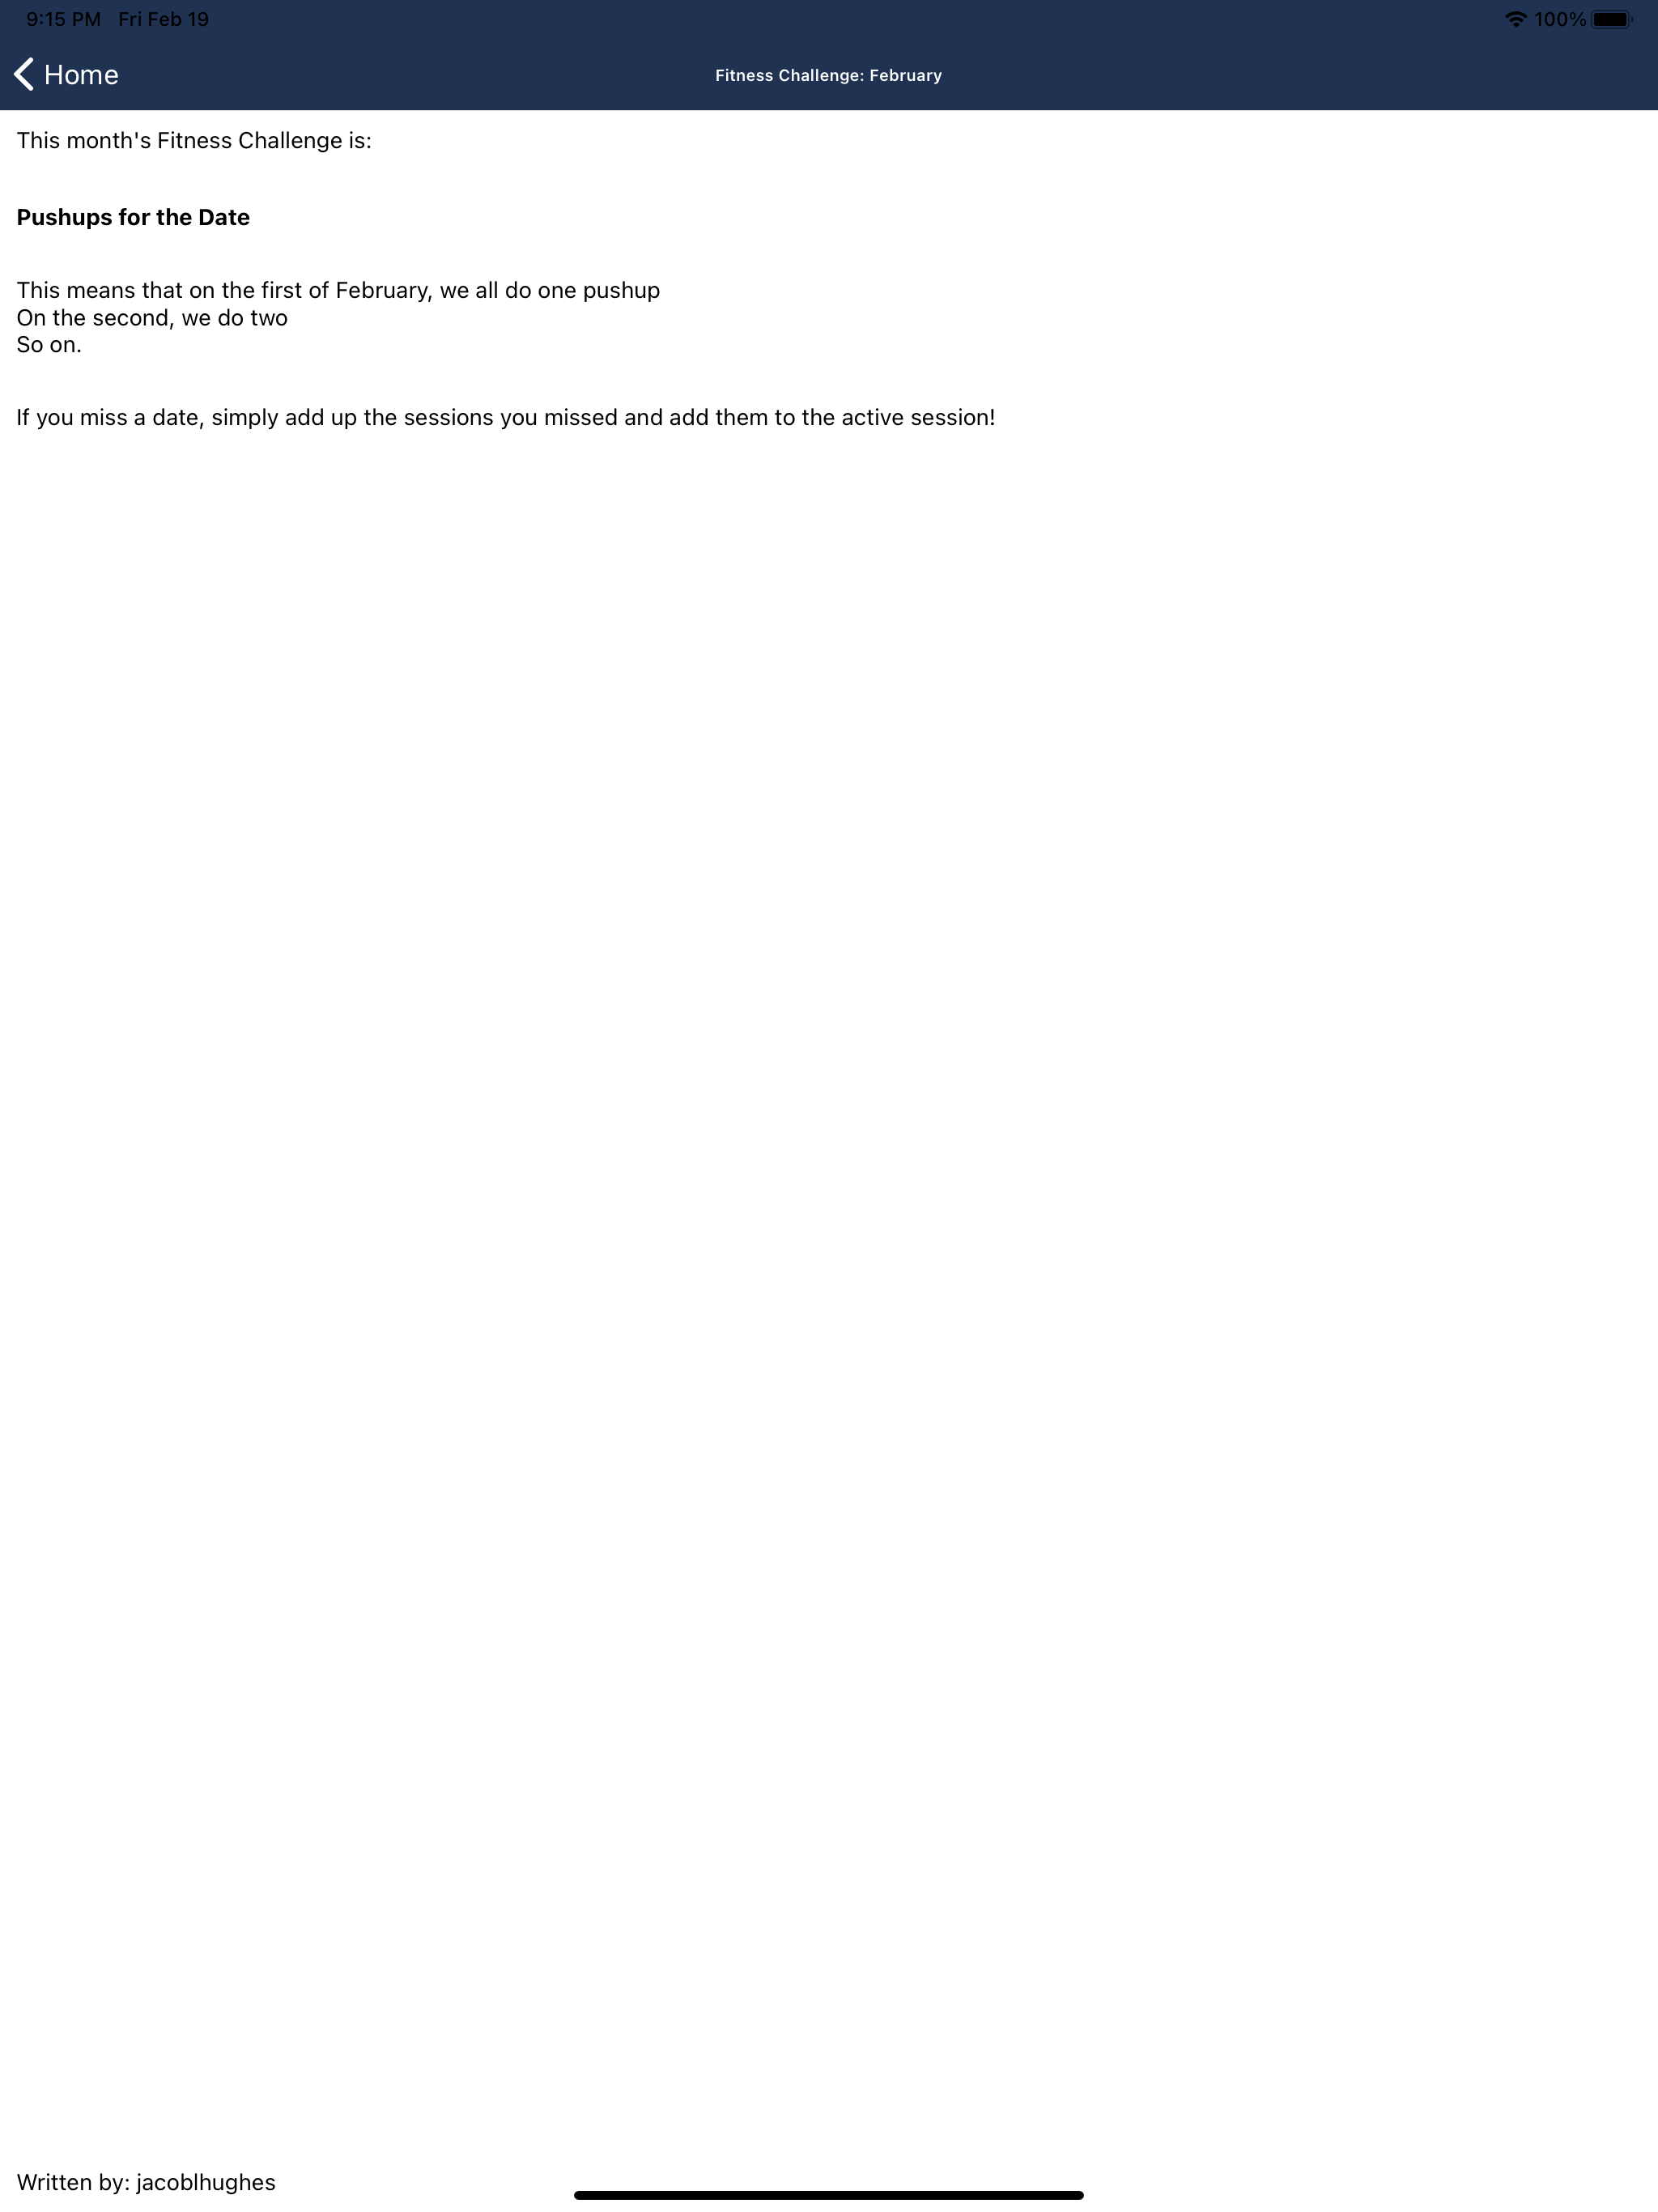 9:15 PM Fri Feb 19 100%
Home Fitness Challenge: February
This month's Fitness Challenge is:
Pushups for the Date
This means that on the first of February, we all do one pushup
On the second, we do two
So on.
If you miss a date, simply add up the sessions you missed and add them to the active session!
Written by: jacoblhughes